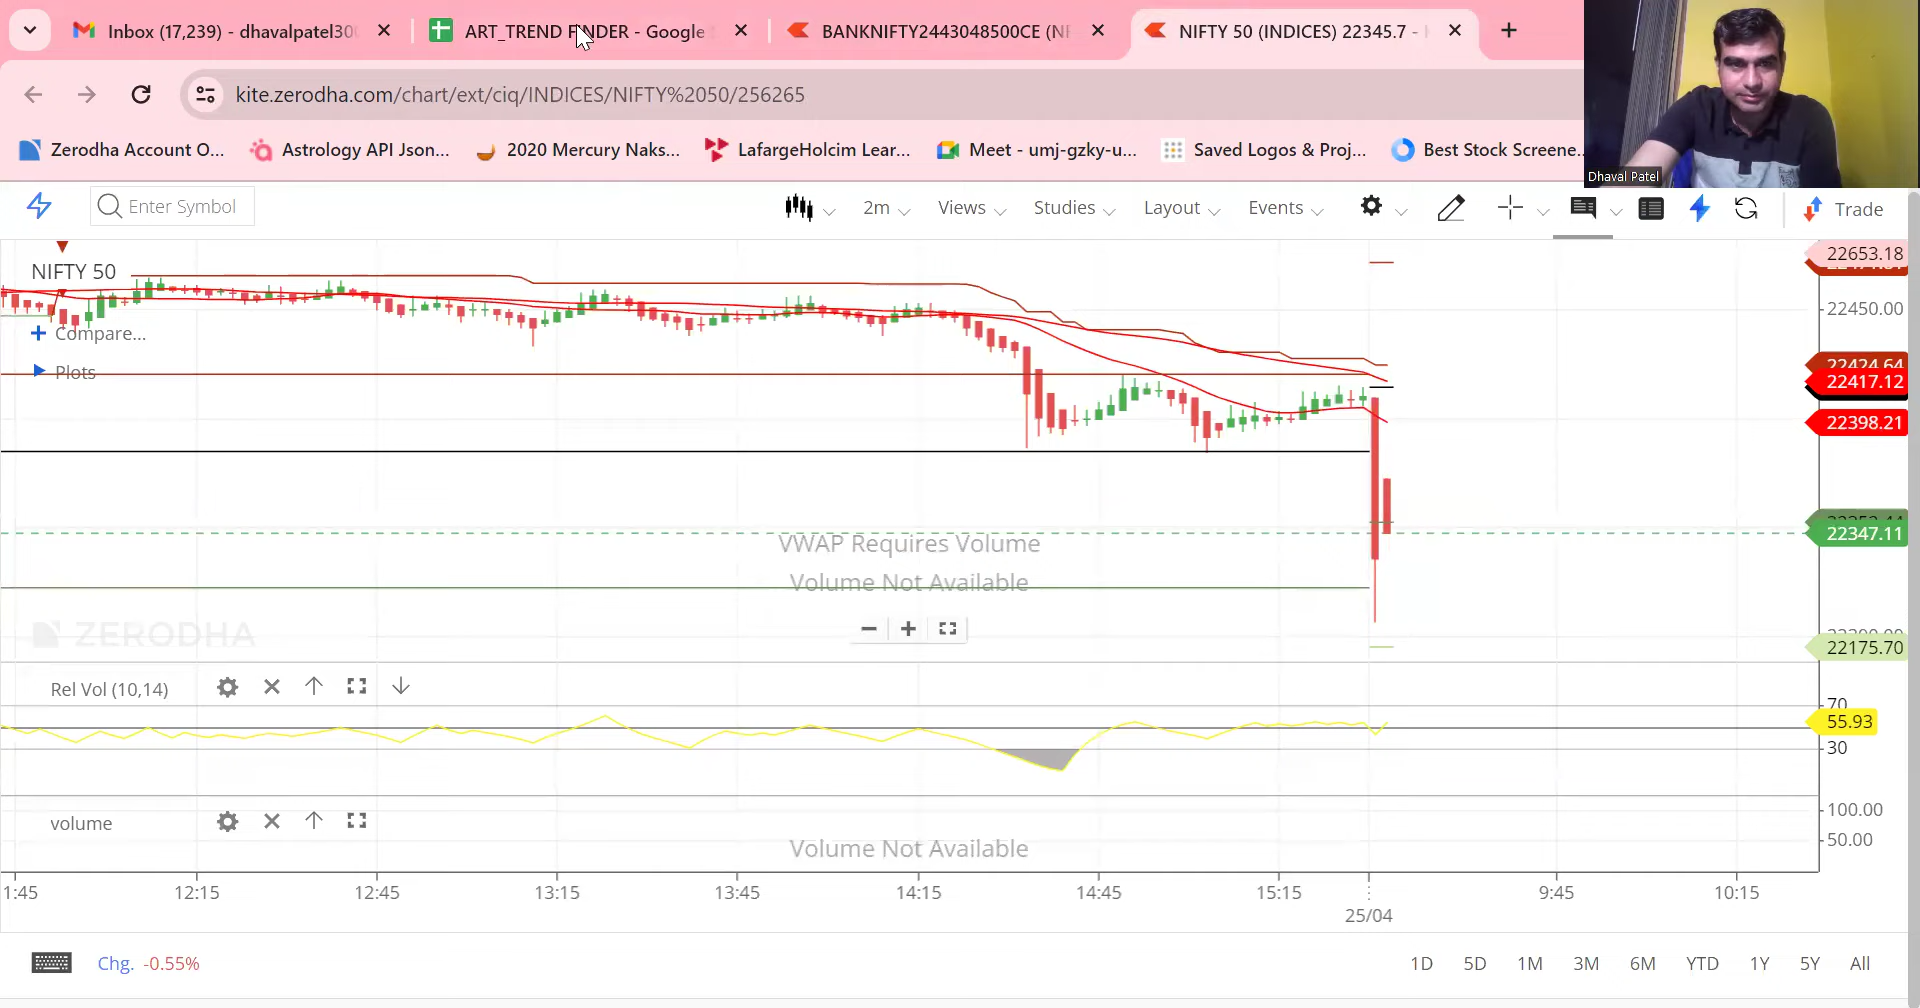 Inbox (17,239) - dhavalpatel30
ART_TREND FINDER - Google
BANKNIFTY2443048500CE (NF
NIFTY 50 (INDICES) 22345.7 -
kite.zerodha.com/chart/ext/ciq/INDICES/NIFTY%2050/256265
Zerodha Account O...
Astrology API Json...
2020 Mercury Naks...
LafargeHolcim Lear...
Meet - umj-gzky-u...
Saved Logos & Proj...
Best Stock Screene...
Dhaval Patel
Enter Symbol
2m
Views
Studies
Layout
Events
Trade
NIFTY 50
Compare...
Plots
22653.18
22450.00
22424.64
22417.12
22398.21
22347.11
VWAP Requires Volume
Volume Not Available
ZERODHA
22175.70
Rel Vol (10,14)
70
55.93
30
volume
Volume Not Available
100.00
50.00
1:45
12:15
12:45
13:15
13:45
14:15
14:45
15:15
9:45
10:15
25/04
Chg. -0.55%
1D
5D
1M
3M
6M
YTD
1Y
5Y
All